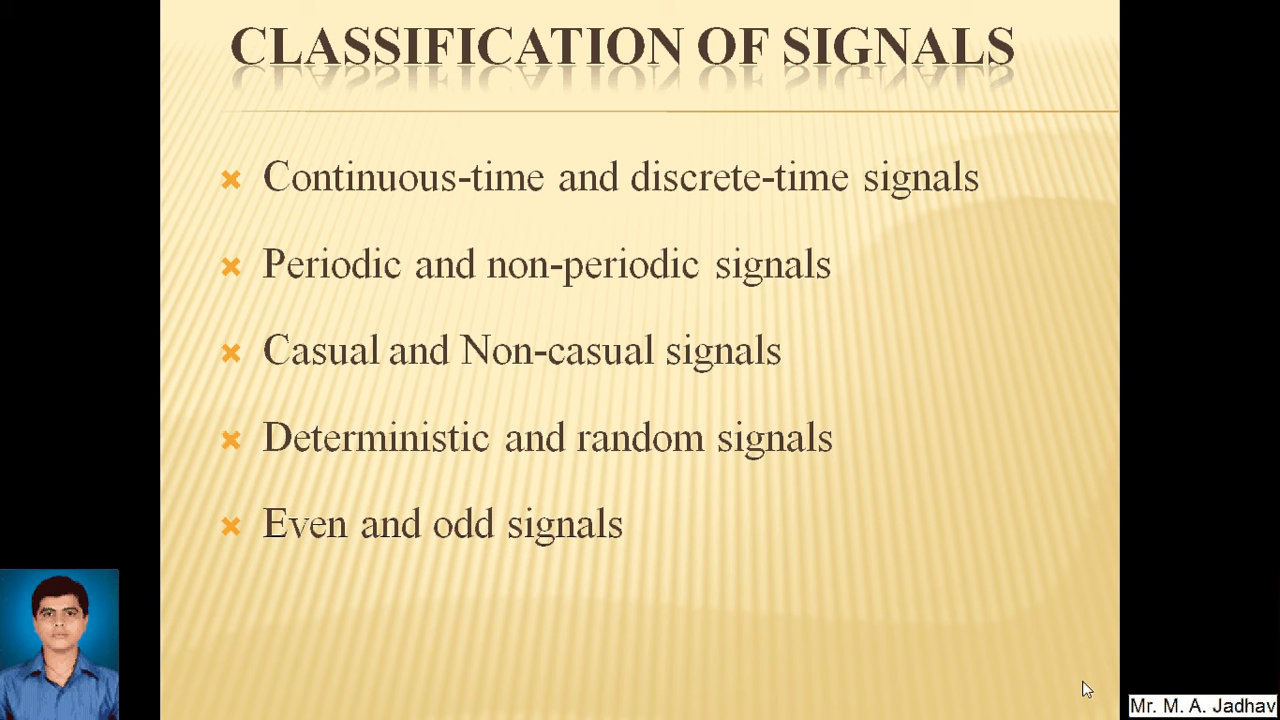 CLASSIFICATION OF SIGNALS
Continuous-time and discrete-time signals
Periodic and non-periodic signals
Casual and Non-casual signals
Deterministic and random signals
Even and odd signals
Mr. M. A. Jadhav